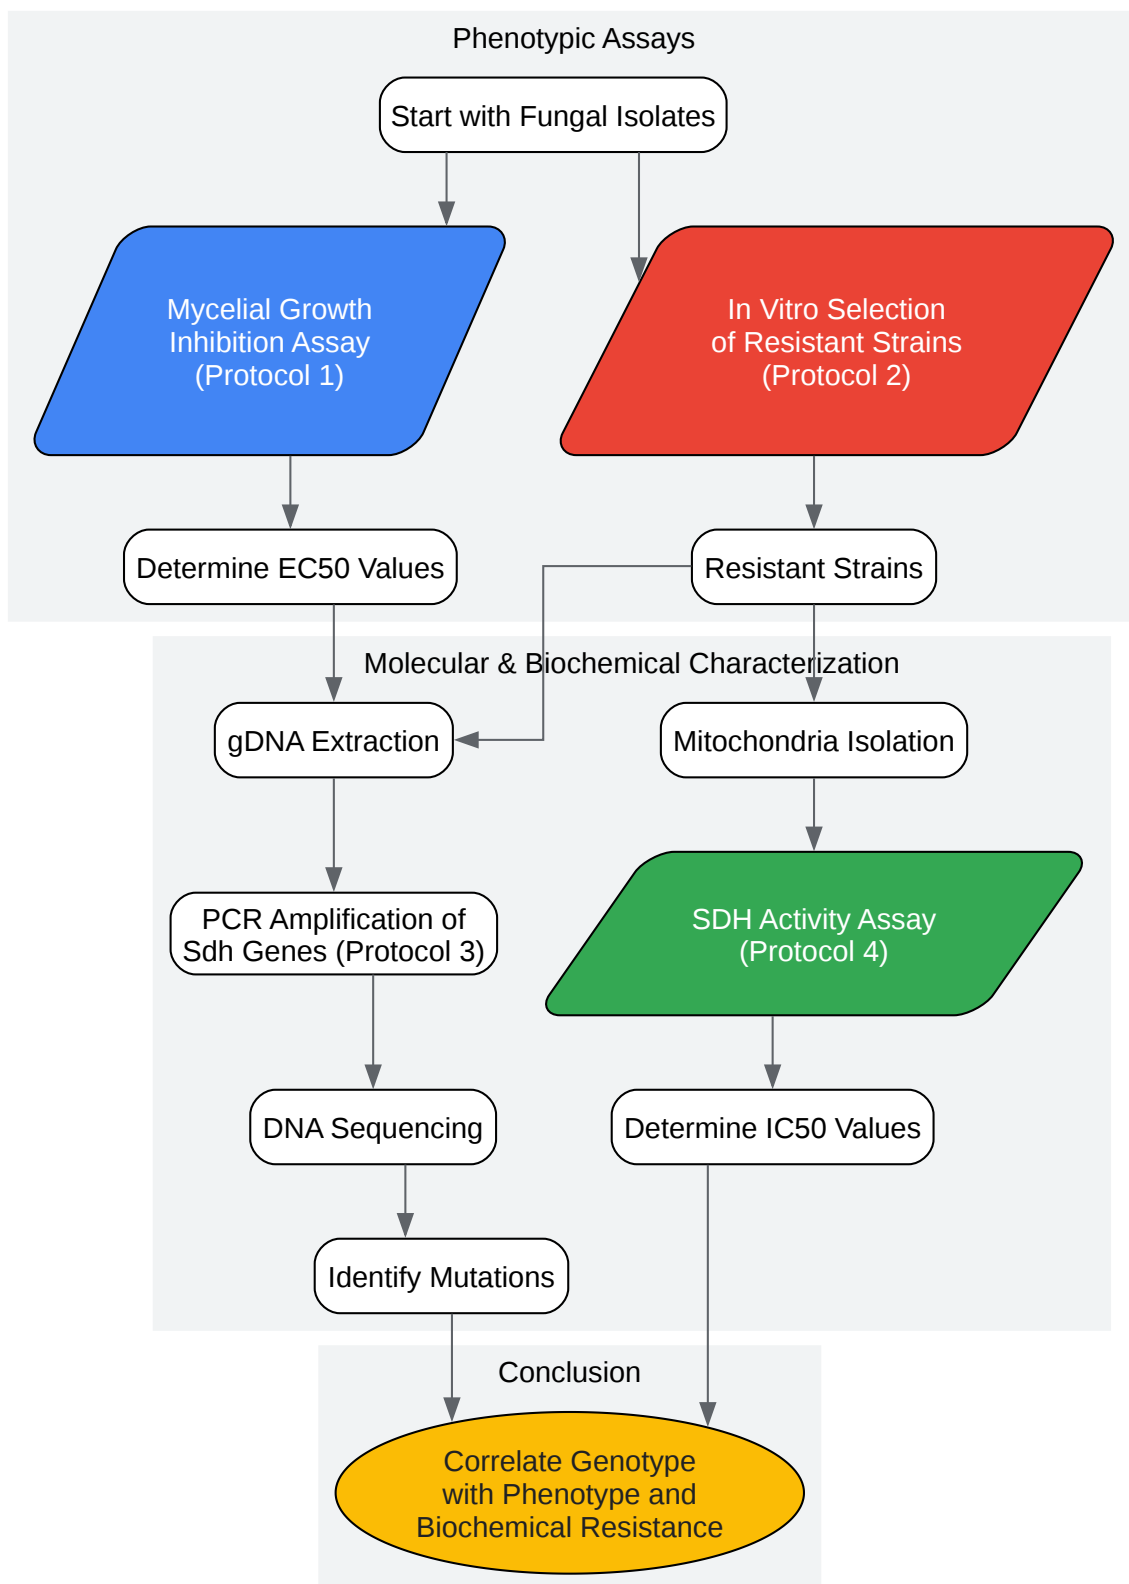 Phenotypic Assays
Start with Fungal Isolates
Mycelial Growth
Inhibition Assay
(Protocol 1)
In Vitro Selection
of Resistant Strains
(Protocol 2)
Determine EC50 Values
Resistant Strains
Molecular & Biochemical Characterization
gDNA Extraction
Mitochondria Isolation
PCR Amplification of
Sdh Genes (Protocol 3)
SDH Activity Assay
(Protocol 4)
DNA Sequencing
Determine IC50 Values
Identify Mutations
Conclusion
Correlate Genotype
with Phenotype and
Biochemical Resistance